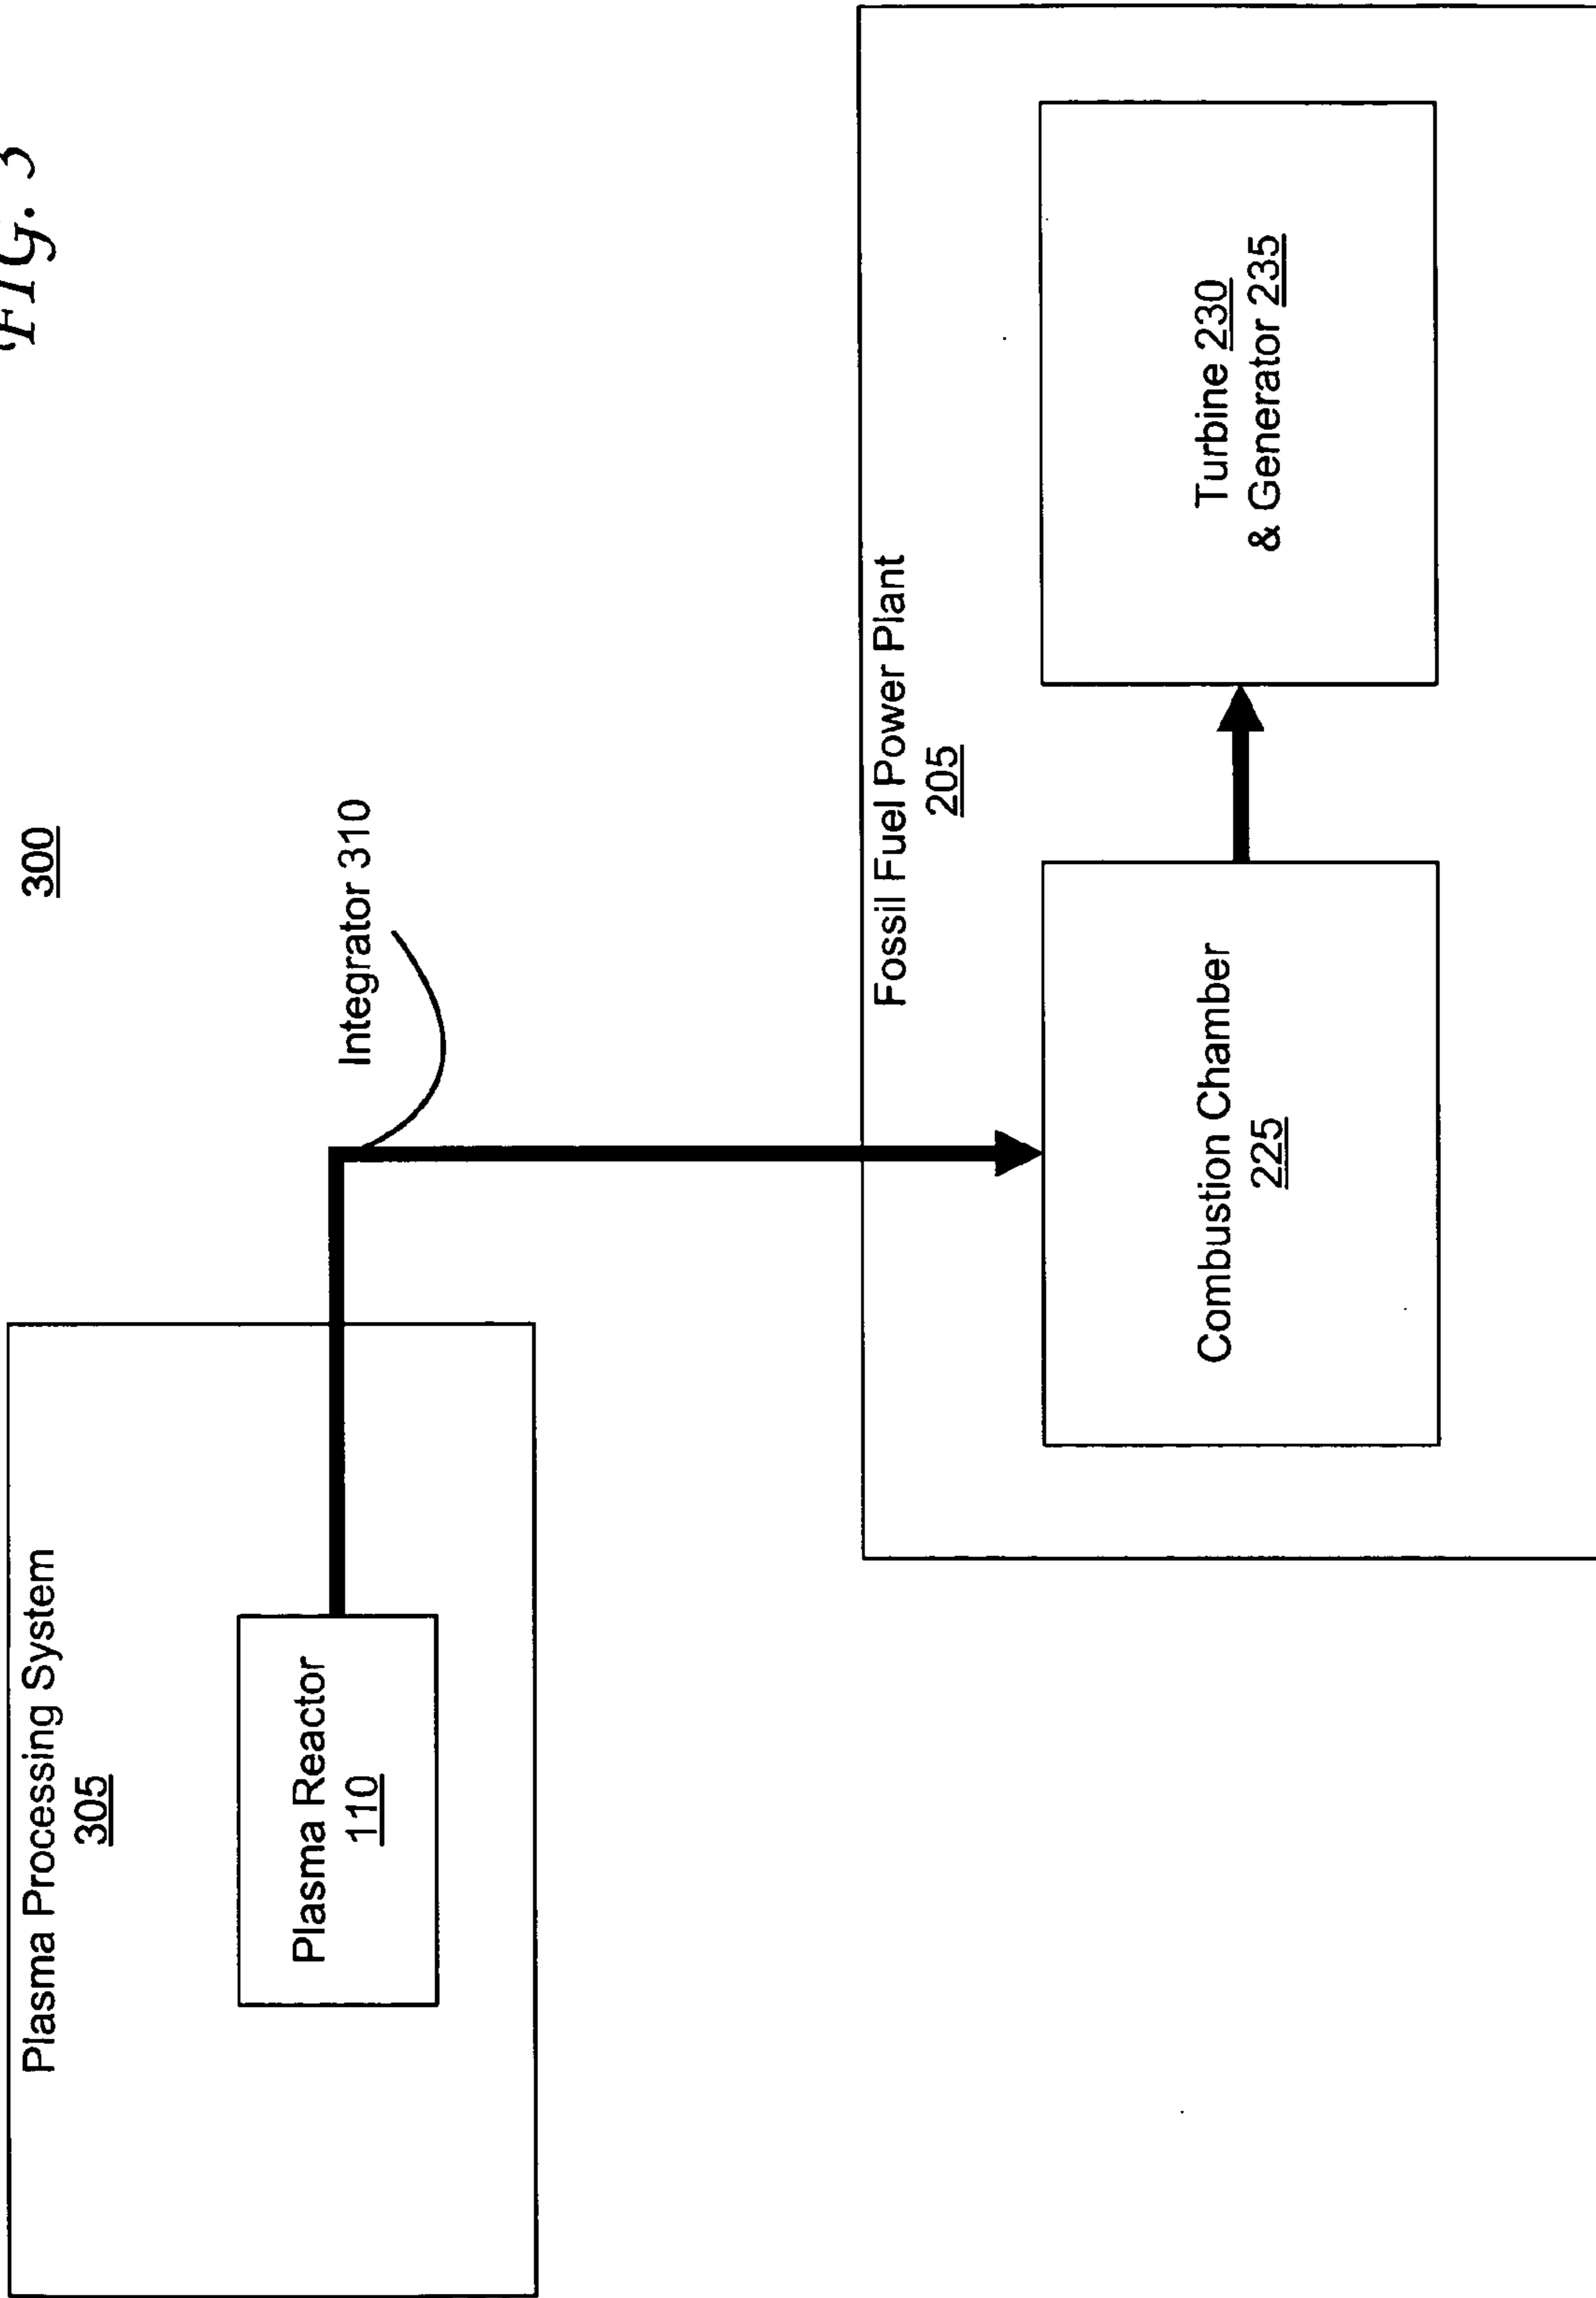 FIG. 3
300
Plasma Processing System
305
Plasma Reactor
110
Integrator 310
Fossil Fuel Power Plant
205
Combustion Chamber
225
Turbine 230
& Generator 235